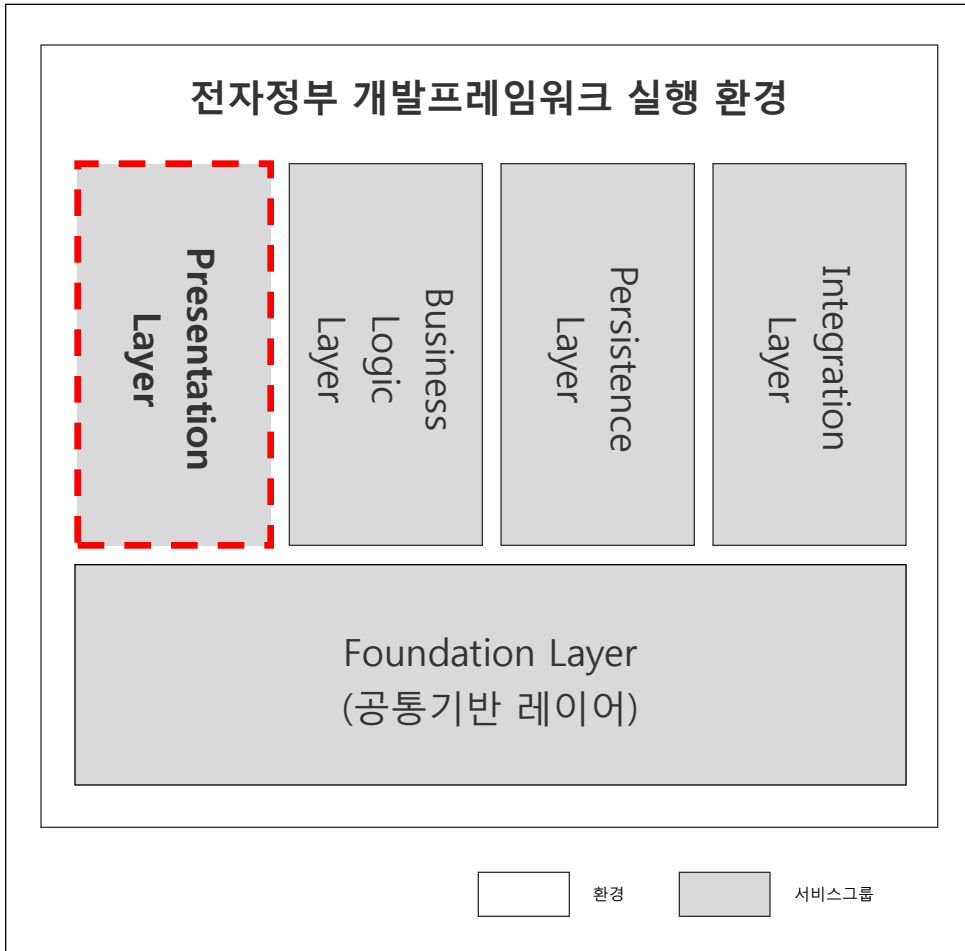 전자정부 개발프레임워크 실행 환경
Presentation
Layer
Business
Logic
Layer
Persistence
Layer
Integration
Layer
Foundation Layer
(공통기반 레이어)
환경
서비스그룹